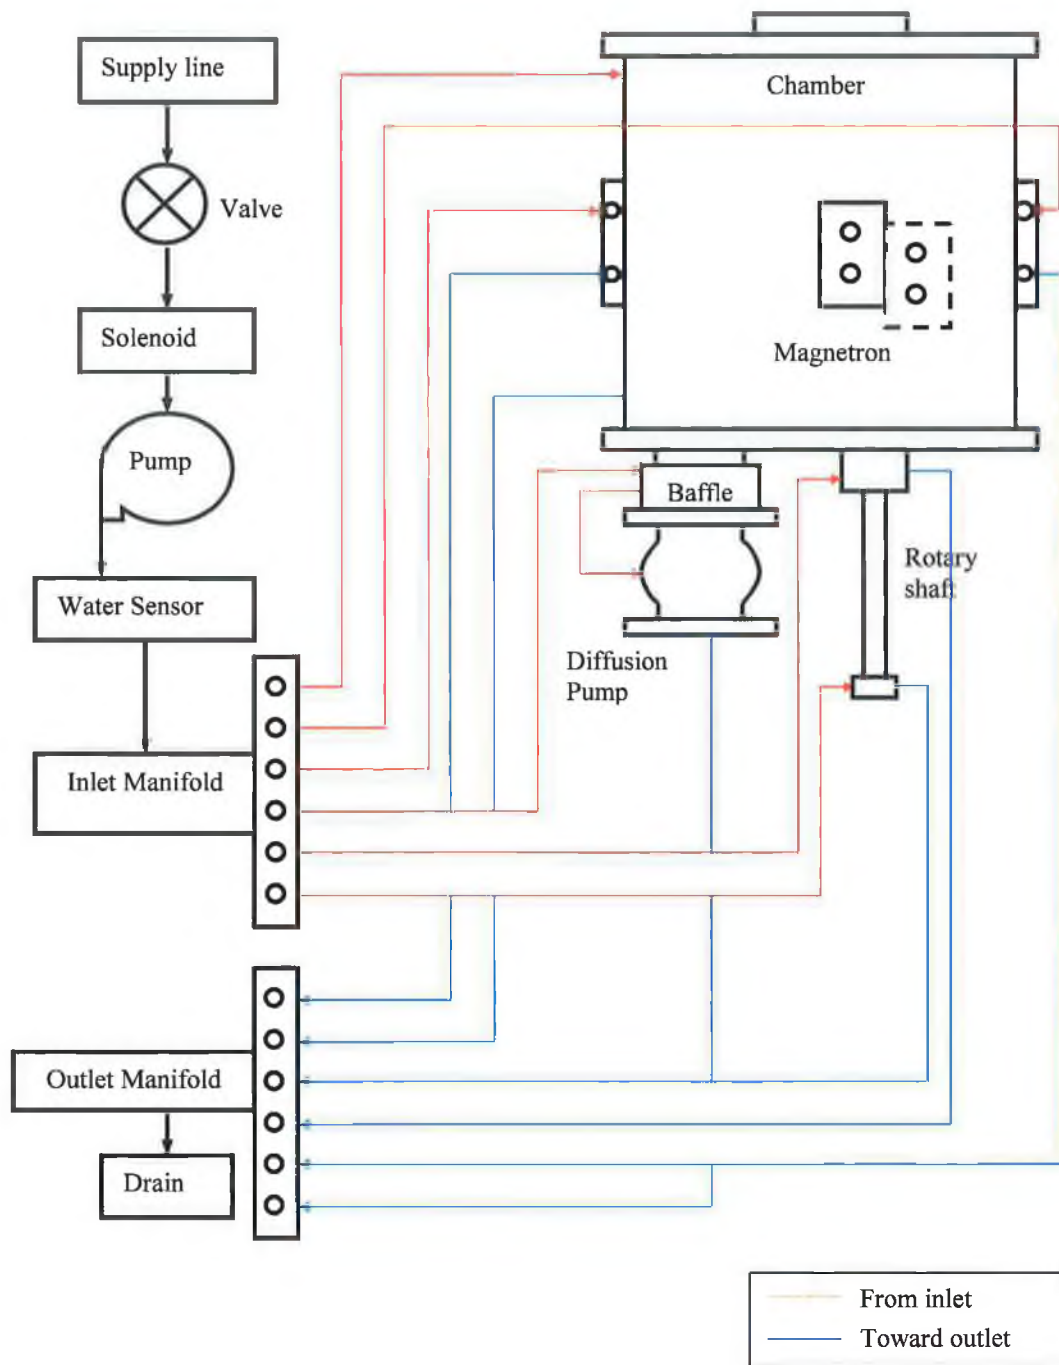 Supply line
Valve
Solenoid
Pump
Water Sensor
Inlet Manifold
Outlet Manifold
Drain
Chamber
Magnetron
Baffle
Rotary
shaft
Diffusion
Pump
From inlet
Toward outlet